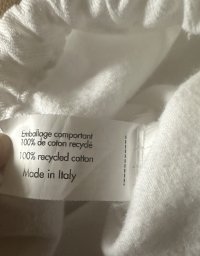 Emballage comportant
100% de coton recyclé
100% recycled cotton
Made in Italy